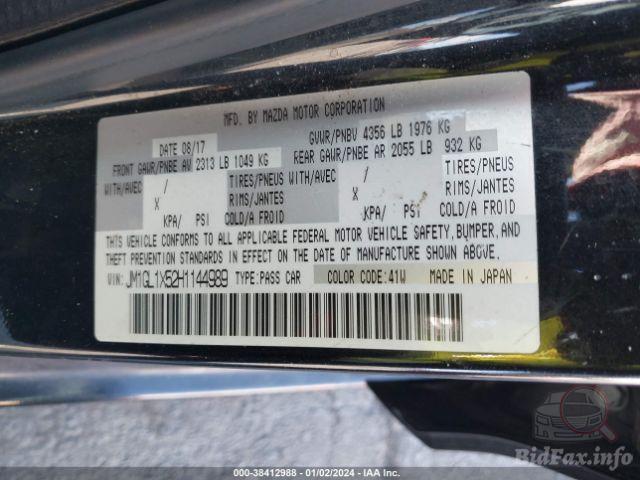 MFD. BY MAZDA MOTOR CORPORATION
DATE 08/17
GVWR/PNBV 4356 LB 1976 KG
FRONT GAWR/PNBE AV 2313 LB 1049 KG
REAR GAWR/PNBE AR 2055 LB 932 KG
WITH/AVEC / TIRES/PNEUS WITH/AVEC / TIRES/PNEUS
X RIMS/JANTES X RIMS/JANTES
KPA/ PSI COLD/A FROID KPA/ PSI COLD/A FROID
THIS VEHICLE CONFORMS TO ALL APPLICABLE FEDERAL MOTOR VEHICLE SAFETY, BUMPER, AND
THEFT PREVENTION STANDARDS IN EFFECT ON THE DATE OF MANUFACTURE SHOWN ABOVE.
VIN: JM1GL1X52H1144989 TYPE:PASS CAR COLOR CODE:41W MADE IN JAPAN
000-38412988 - 01/02/2024 - IAA Inc.
BidFax.info